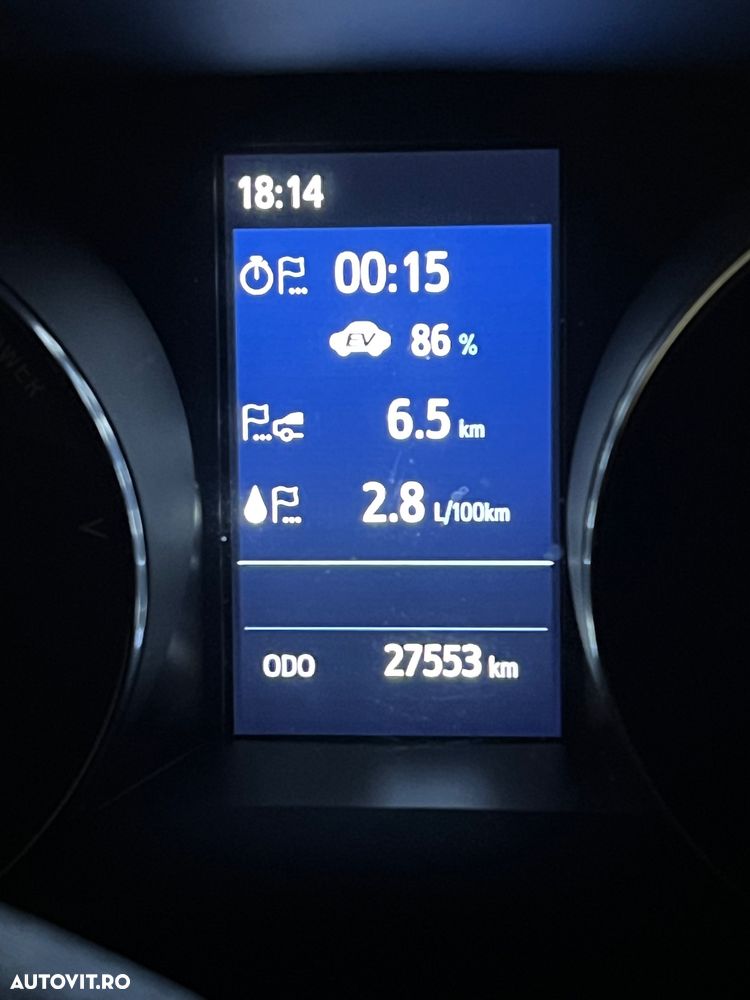 18:14
00:15
EV 86 %
6.5 km
2.8 L/100km
ODO 27553 km
AUTOVIT.RO